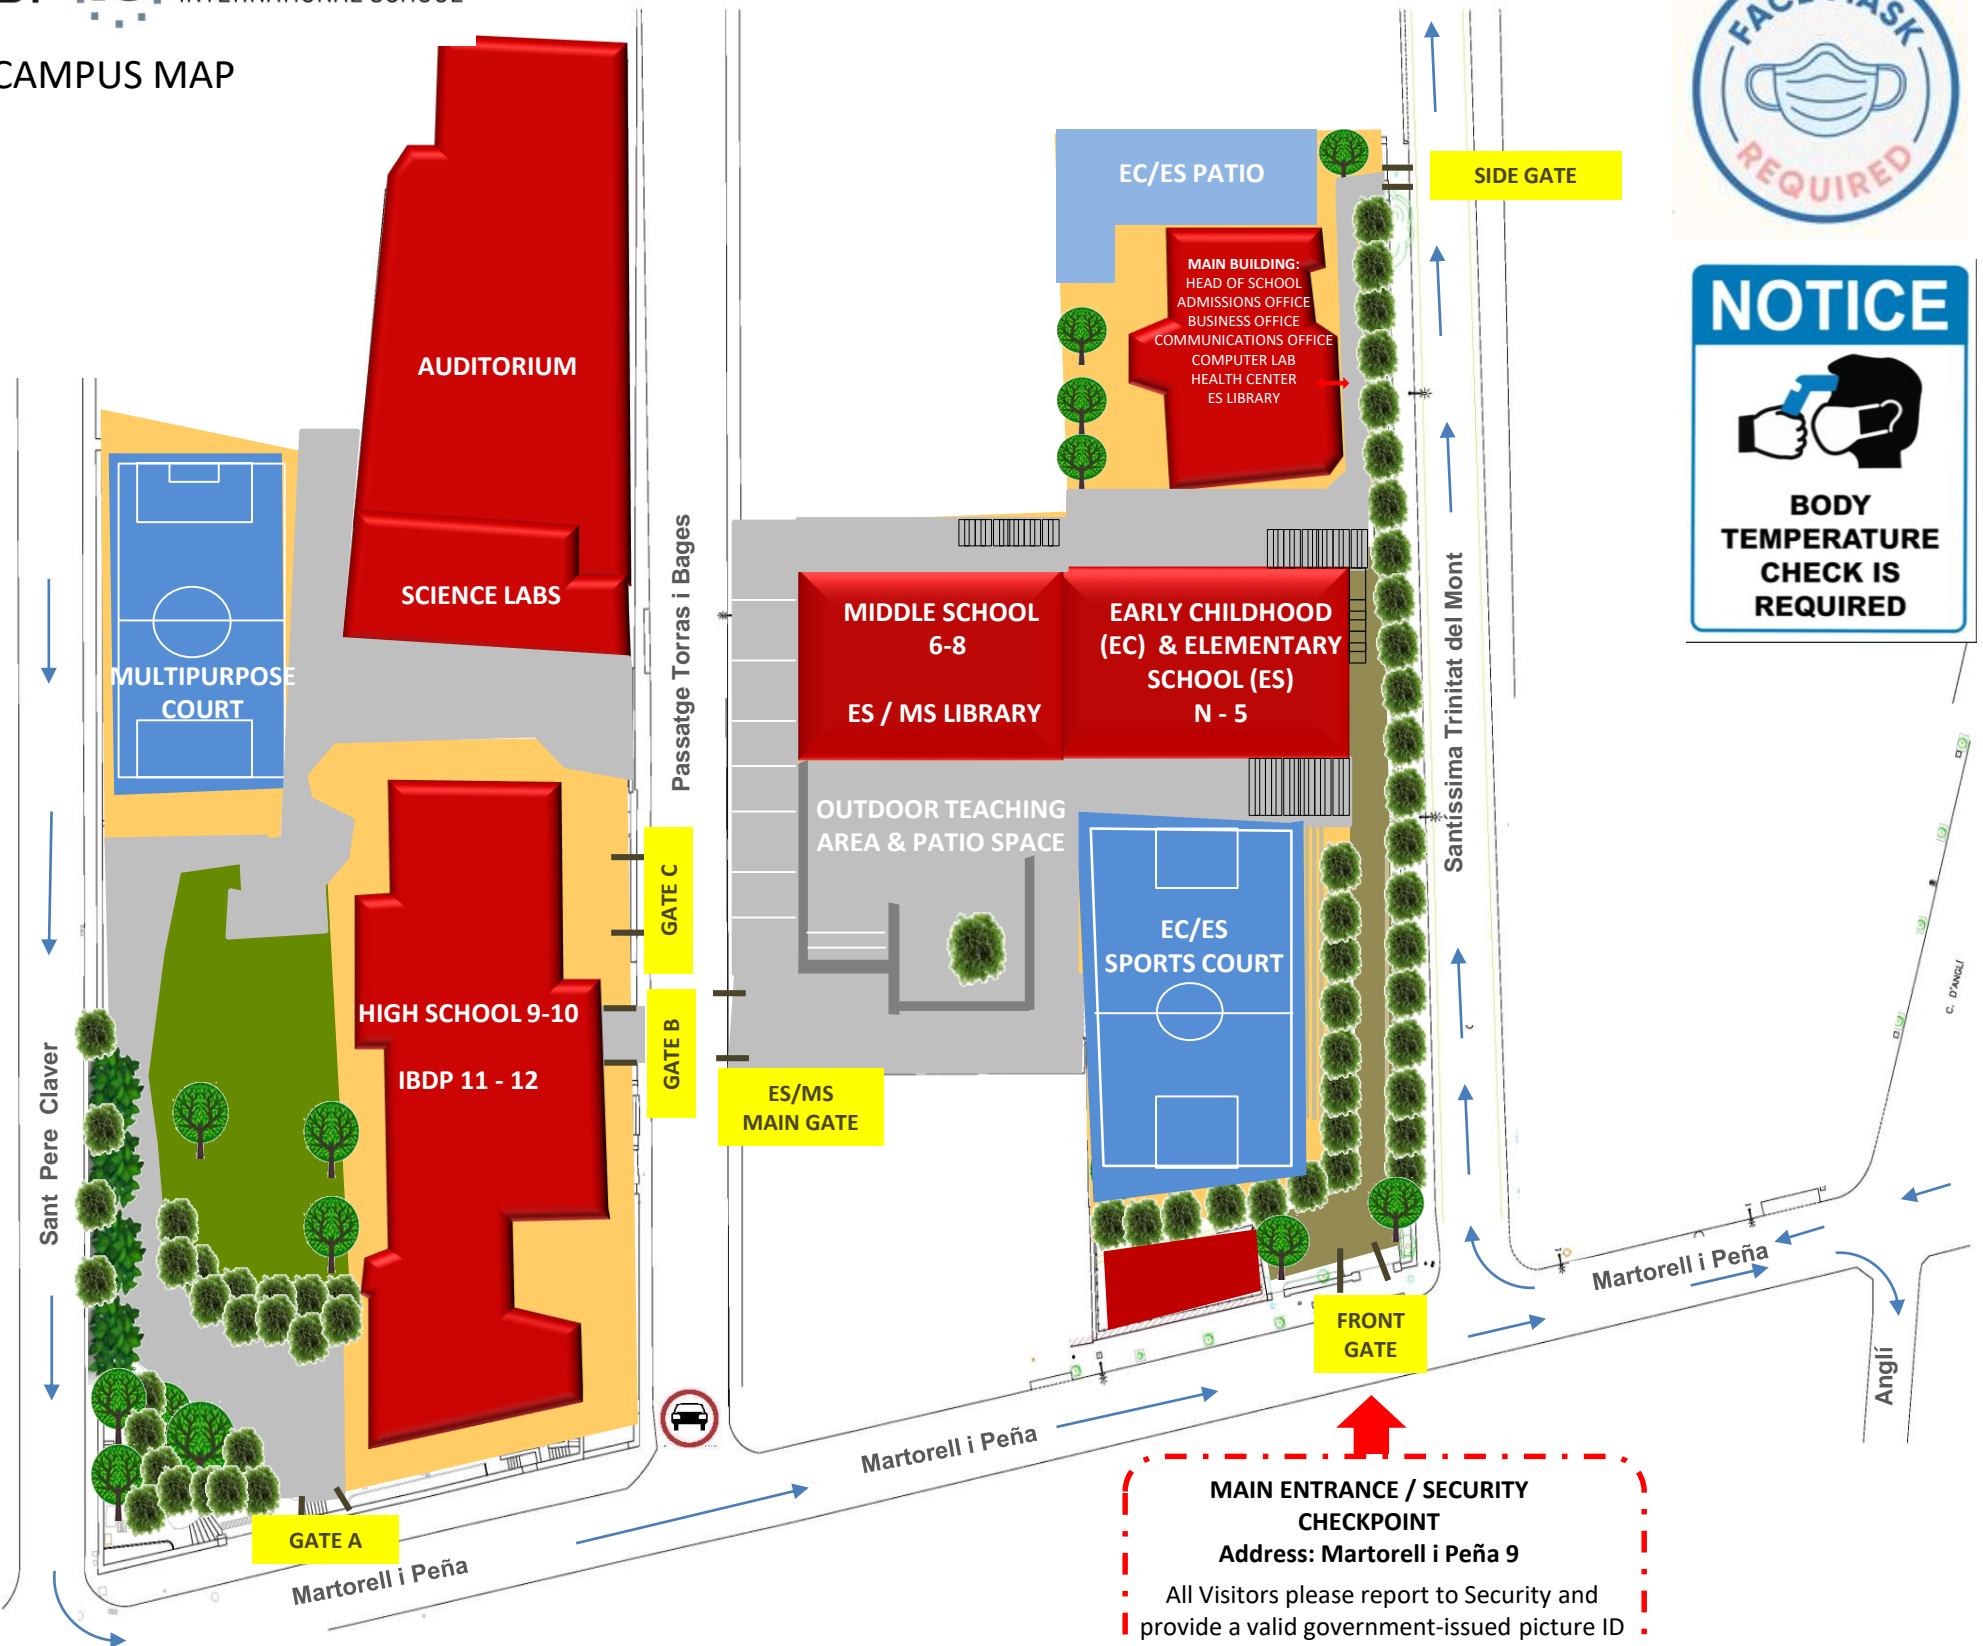 INTERNATIONAL SCHOOL
CAMPUS MAP
FACE MASK
REQUIRED
NOTICE
BODY
TEMPERATURE
CHECK IS
REQUIRED
EC/ES PATIO
SIDE GATE
MAIN BUILDING:
HEAD OF SCHOOL
ADMISSIONS OFFICE
BUSINESS OFFICE
COMMUNICATIONS OFFICE
COMPUTER LAB
HEALTH CENTER
ES LIBRARY
AUDITORIUM
SCIENCE LABS
MULTIPURPOSE
COURT
Passatge Torras i Bages
MIDDLE SCHOOL
6-8
ES / MS LIBRARY
EARLY CHILDHOOD
(EC) & ELEMENTARY
SCHOOL (ES)
N - 5
Santíssima Trinitat del Mont
OUTDOOR TEACHING
AREA & PATIO SPACE
GATE C
EC/ES
SPORTS COURT
C. D'ANGLI
HIGH SCHOOL 9-10
IBDP 11 - 12
GATE B
ES/MS
MAIN GATE
Sant Pere Claver
Martorell i Peña
FRONT
GATE
Anglí
Martorell i Peña
GATE A
Martorell i Peña
MAIN ENTRANCE / SECURITY
CHECKPOINT
Address: Martorell i Peña 9
All Visitors please report to Security and
provide a valid government-issued picture ID